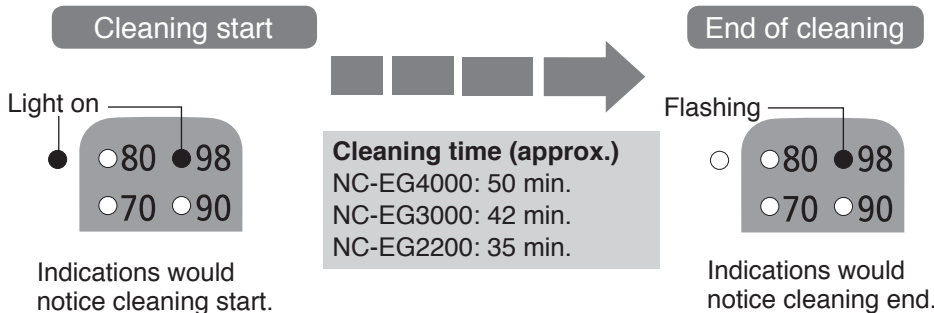 Cleaning start
End of cleaning
Light on
80 98
70 90
Cleaning time (approx.)
NC-EG4000: 50 min.
NC-EG3000: 42 min.
NC-EG2200: 35 min.
Flashing
80 98
70 90
Indications would
notice cleaning start.
Indications would
notice cleaning end.